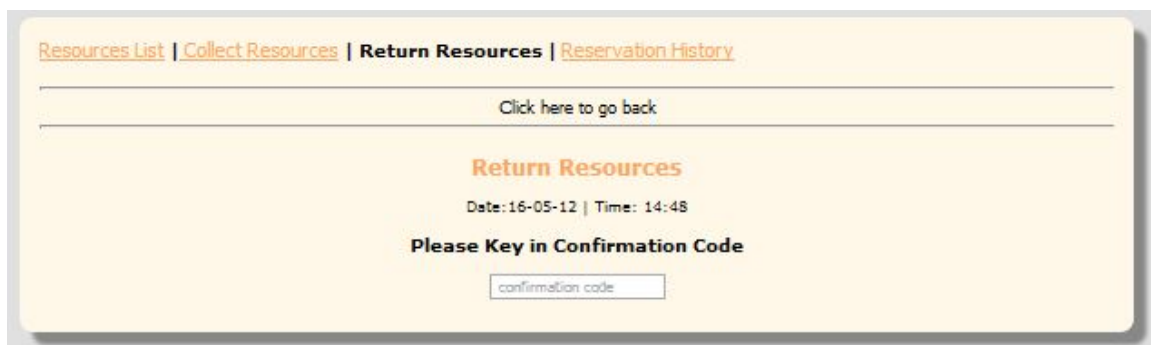 Resources List | Collect Resources | Return Resources | Reservation History
Click here to go back
Return Resources
Date:16-05-12 | Time: 14:48
Please Key in Confirmation Code
confirmation code